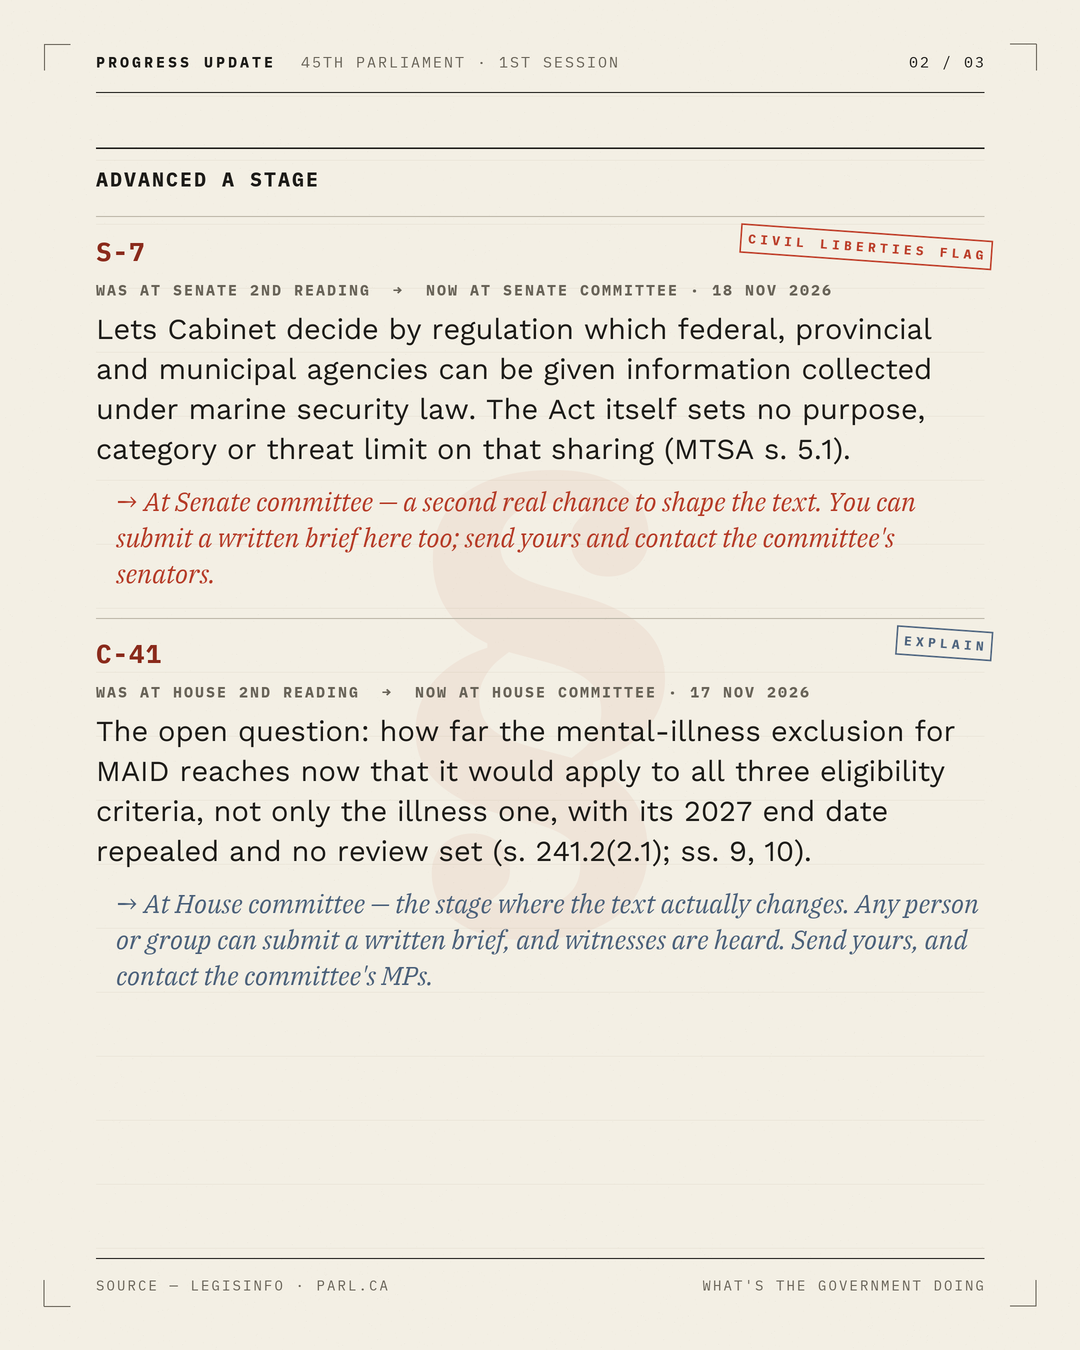 PROGRESS UPDATE 45TH PARLIAMENT · 1ST SESSION 02 / 03
ADVANCED A STAGE
S-7 CIVIL LIBERTIES FLAG
WAS AT SENATE 2ND READING → NOW AT SENATE COMMITTEE · 18 NOV 2026
Lets Cabinet decide by regulation which federal, provincial
and municipal agencies can be given information collected
under marine security law. The Act itself sets no purpose,
category or threat limit on that sharing (MTSA s. 5.1).
→ At Senate committee — a second real chance to shape the text. You can
submit a written brief here too; send yours and contact the committee's
senators.
C-41 EXPLAIN
WAS AT HOUSE 2ND READING → NOW AT HOUSE COMMITTEE · 17 NOV 2026
The open question: how far the mental-illness exclusion for
MAID reaches now that it would apply to all three eligibility
criteria, not only the illness one, with its 2027 end date
repealed and no review set (s. 241.2(2.1); ss. 9, 10).
→ At House committee — the stage where the text actually changes. Any person
or group can submit a written brief, and witnesses are heard. Send yours, and
contact the committee's MPs.
§
SOURCE — LEGISINFO · PARL.CA WHAT'S THE GOVERNMENT DOING